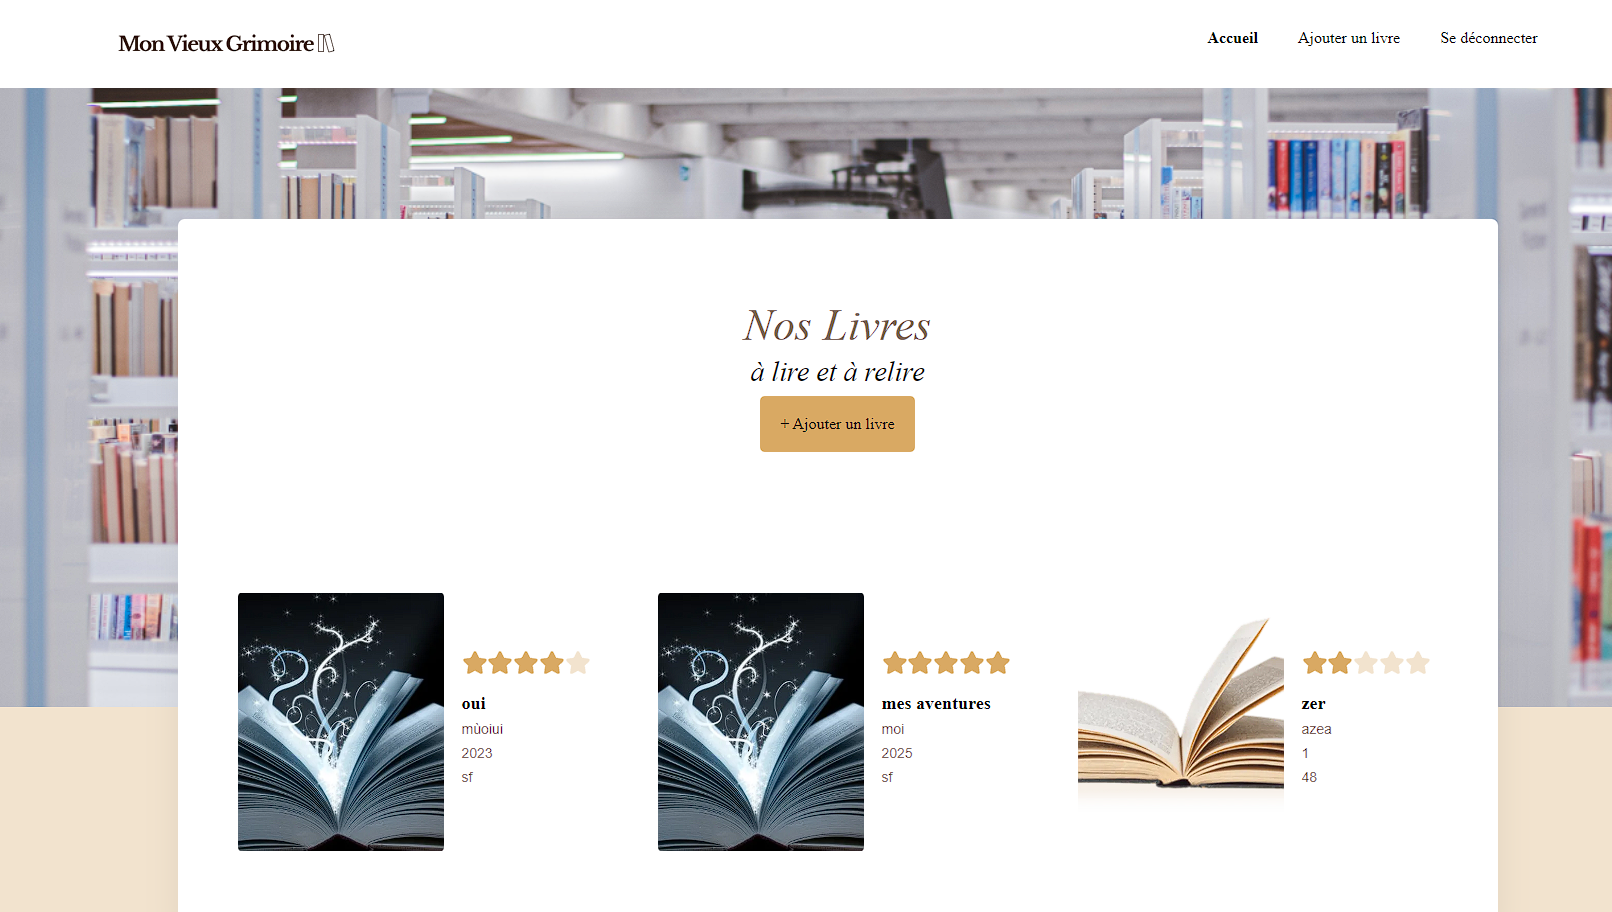 Mon Vieux Grimoire
Accueil
Ajouter un livre
Se déconnecter
Nos Livres
à lire et à relire
+ Ajouter un livre
oui
mùoiui
2023
sf
mes aventures
moi
2025
sf
zer
azea
1
48